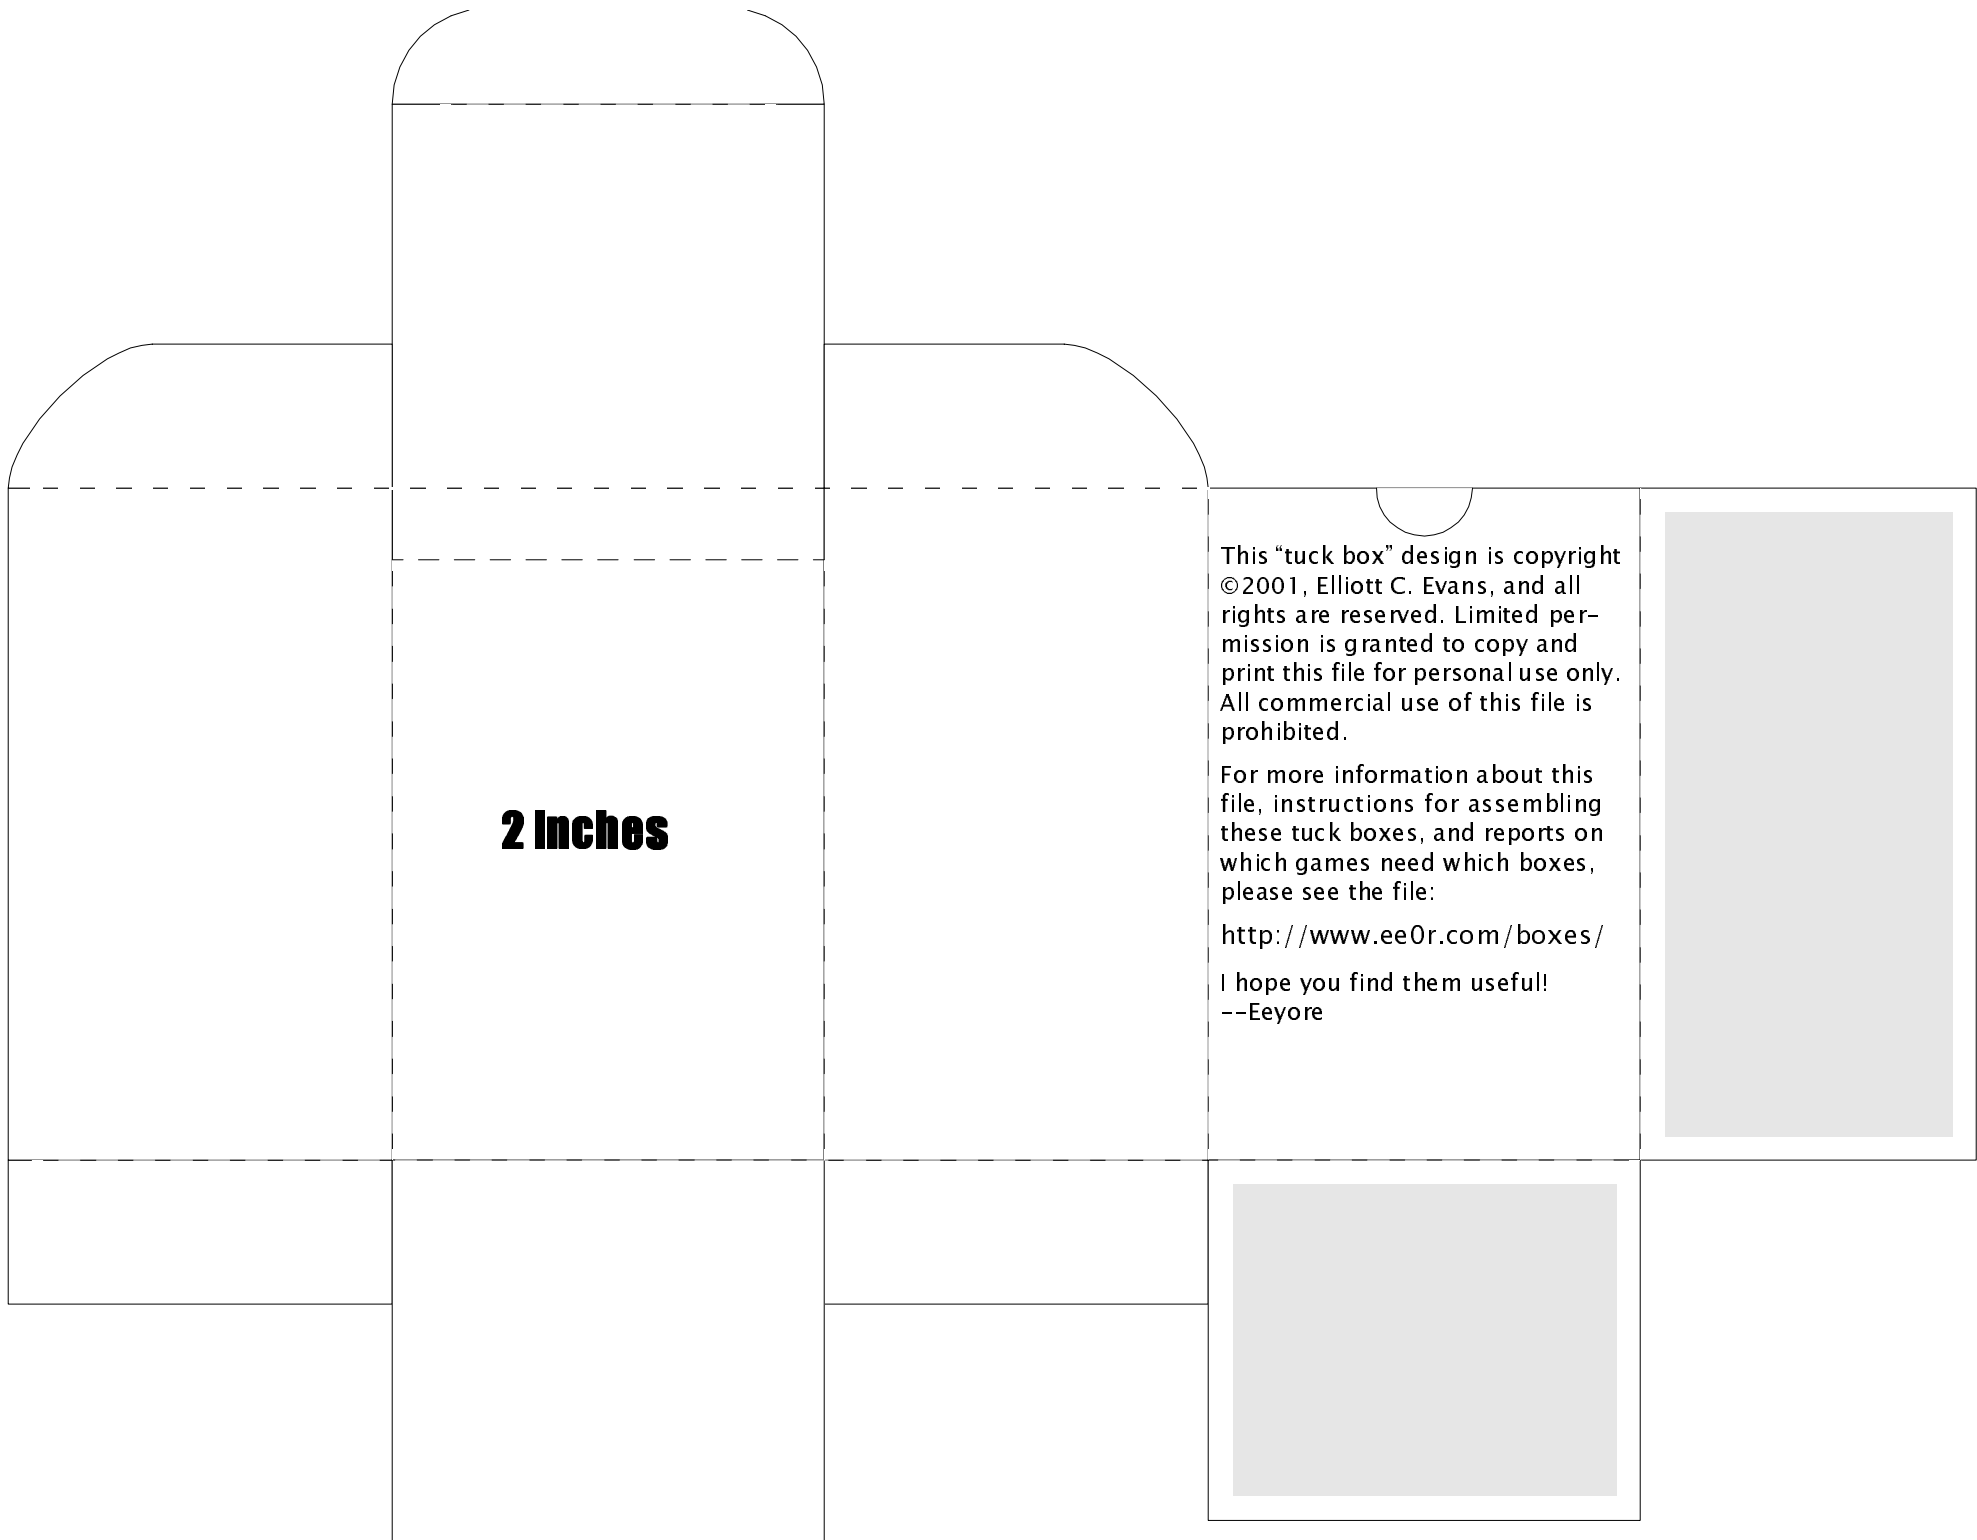 This “tuck box” design is copyright
©2001, Elliott C. Evans, and all
rights are reserved. Limited per-
mission is granted to copy and
print this file for personal use only.
All commercial use of this file is
prohibited.
For more information about this
file, instructions for assembling
these tuck boxes, and reports on
which games need which boxes,
please see the file:
http://www.ee0r.com/boxes/
I hope you find them useful!
--Eeyore
2 Inches